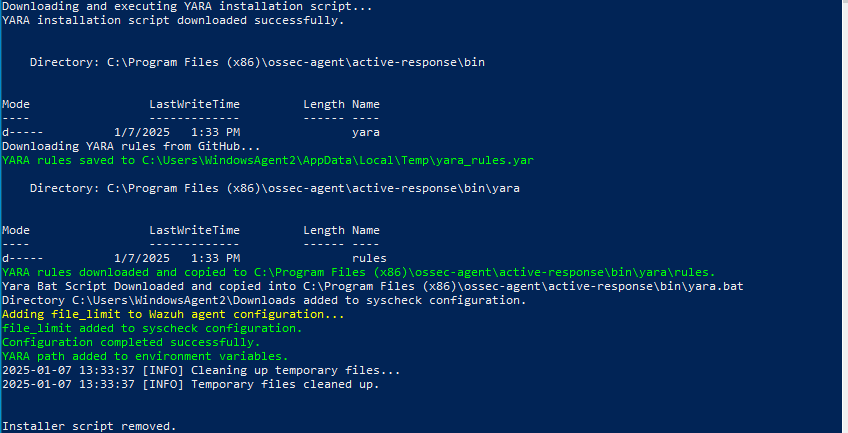 Downloading and executing YARA installation script...
YARA installation script downloaded successfully.
Directory: C:\Program Files (x86)\ossec-agent\active-response\bin
Mode LastWriteTime Length Name
---- ------------- ------ ----
d----- 1/7/2025 1:33 PM yara
Downloading YARA rules from GitHub...
YARA rules saved to C:\Users\WindowsAgent2\AppData\Local\Temp\yara_rules.yar
Directory: C:\Program Files (x86)\ossec-agent\active-response\bin\yara
Mode LastWriteTime Length Name
---- ------------- ------ ----
d----- 1/7/2025 1:33 PM rules
YARA rules downloaded and copied to C:\Program Files (x86)\ossec-agent\active-response\bin\yara\rules.
Yara Bat Script Downloaded and copied into C:\Program Files (x86)\ossec-agent\active-response\bin\yara.bat
Directory C:\Users\WindowsAgent2\Downloads added to syscheck configuration.
Adding file_limit to Wazuh agent configuration...
file_limit added to syscheck configuration.
Configuration completed successfully.
YARA path added to environment variables.
2025-01-07 13:33:37 [INFO] Cleaning up temporary files...
2025-01-07 13:33:37 [INFO] Temporary files cleaned up.
Installer script removed.